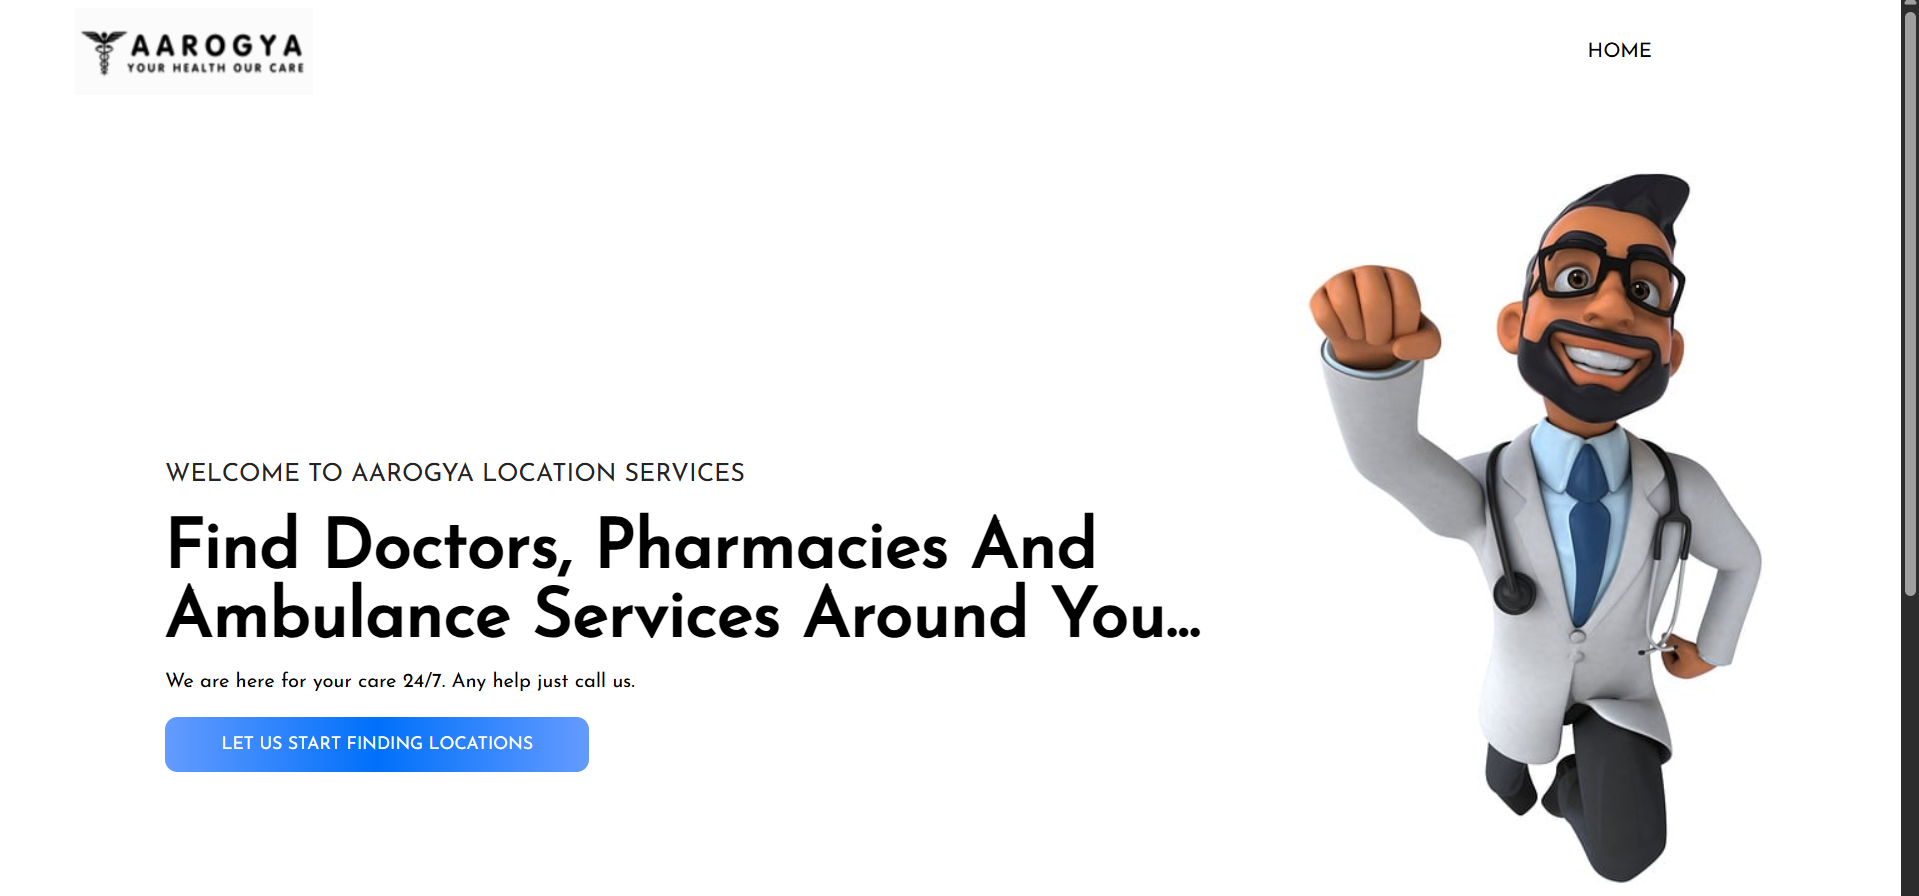 AAROGYA
YOUR HEALTH OUR CARE
HOME
WELCOME TO AAROGYA LOCATION SERVICES
Find Doctors, Pharmacies And
Ambulance Services Around You...
We are here for your care 24/7. Any help just call us.
LET US START FINDING LOCATIONS